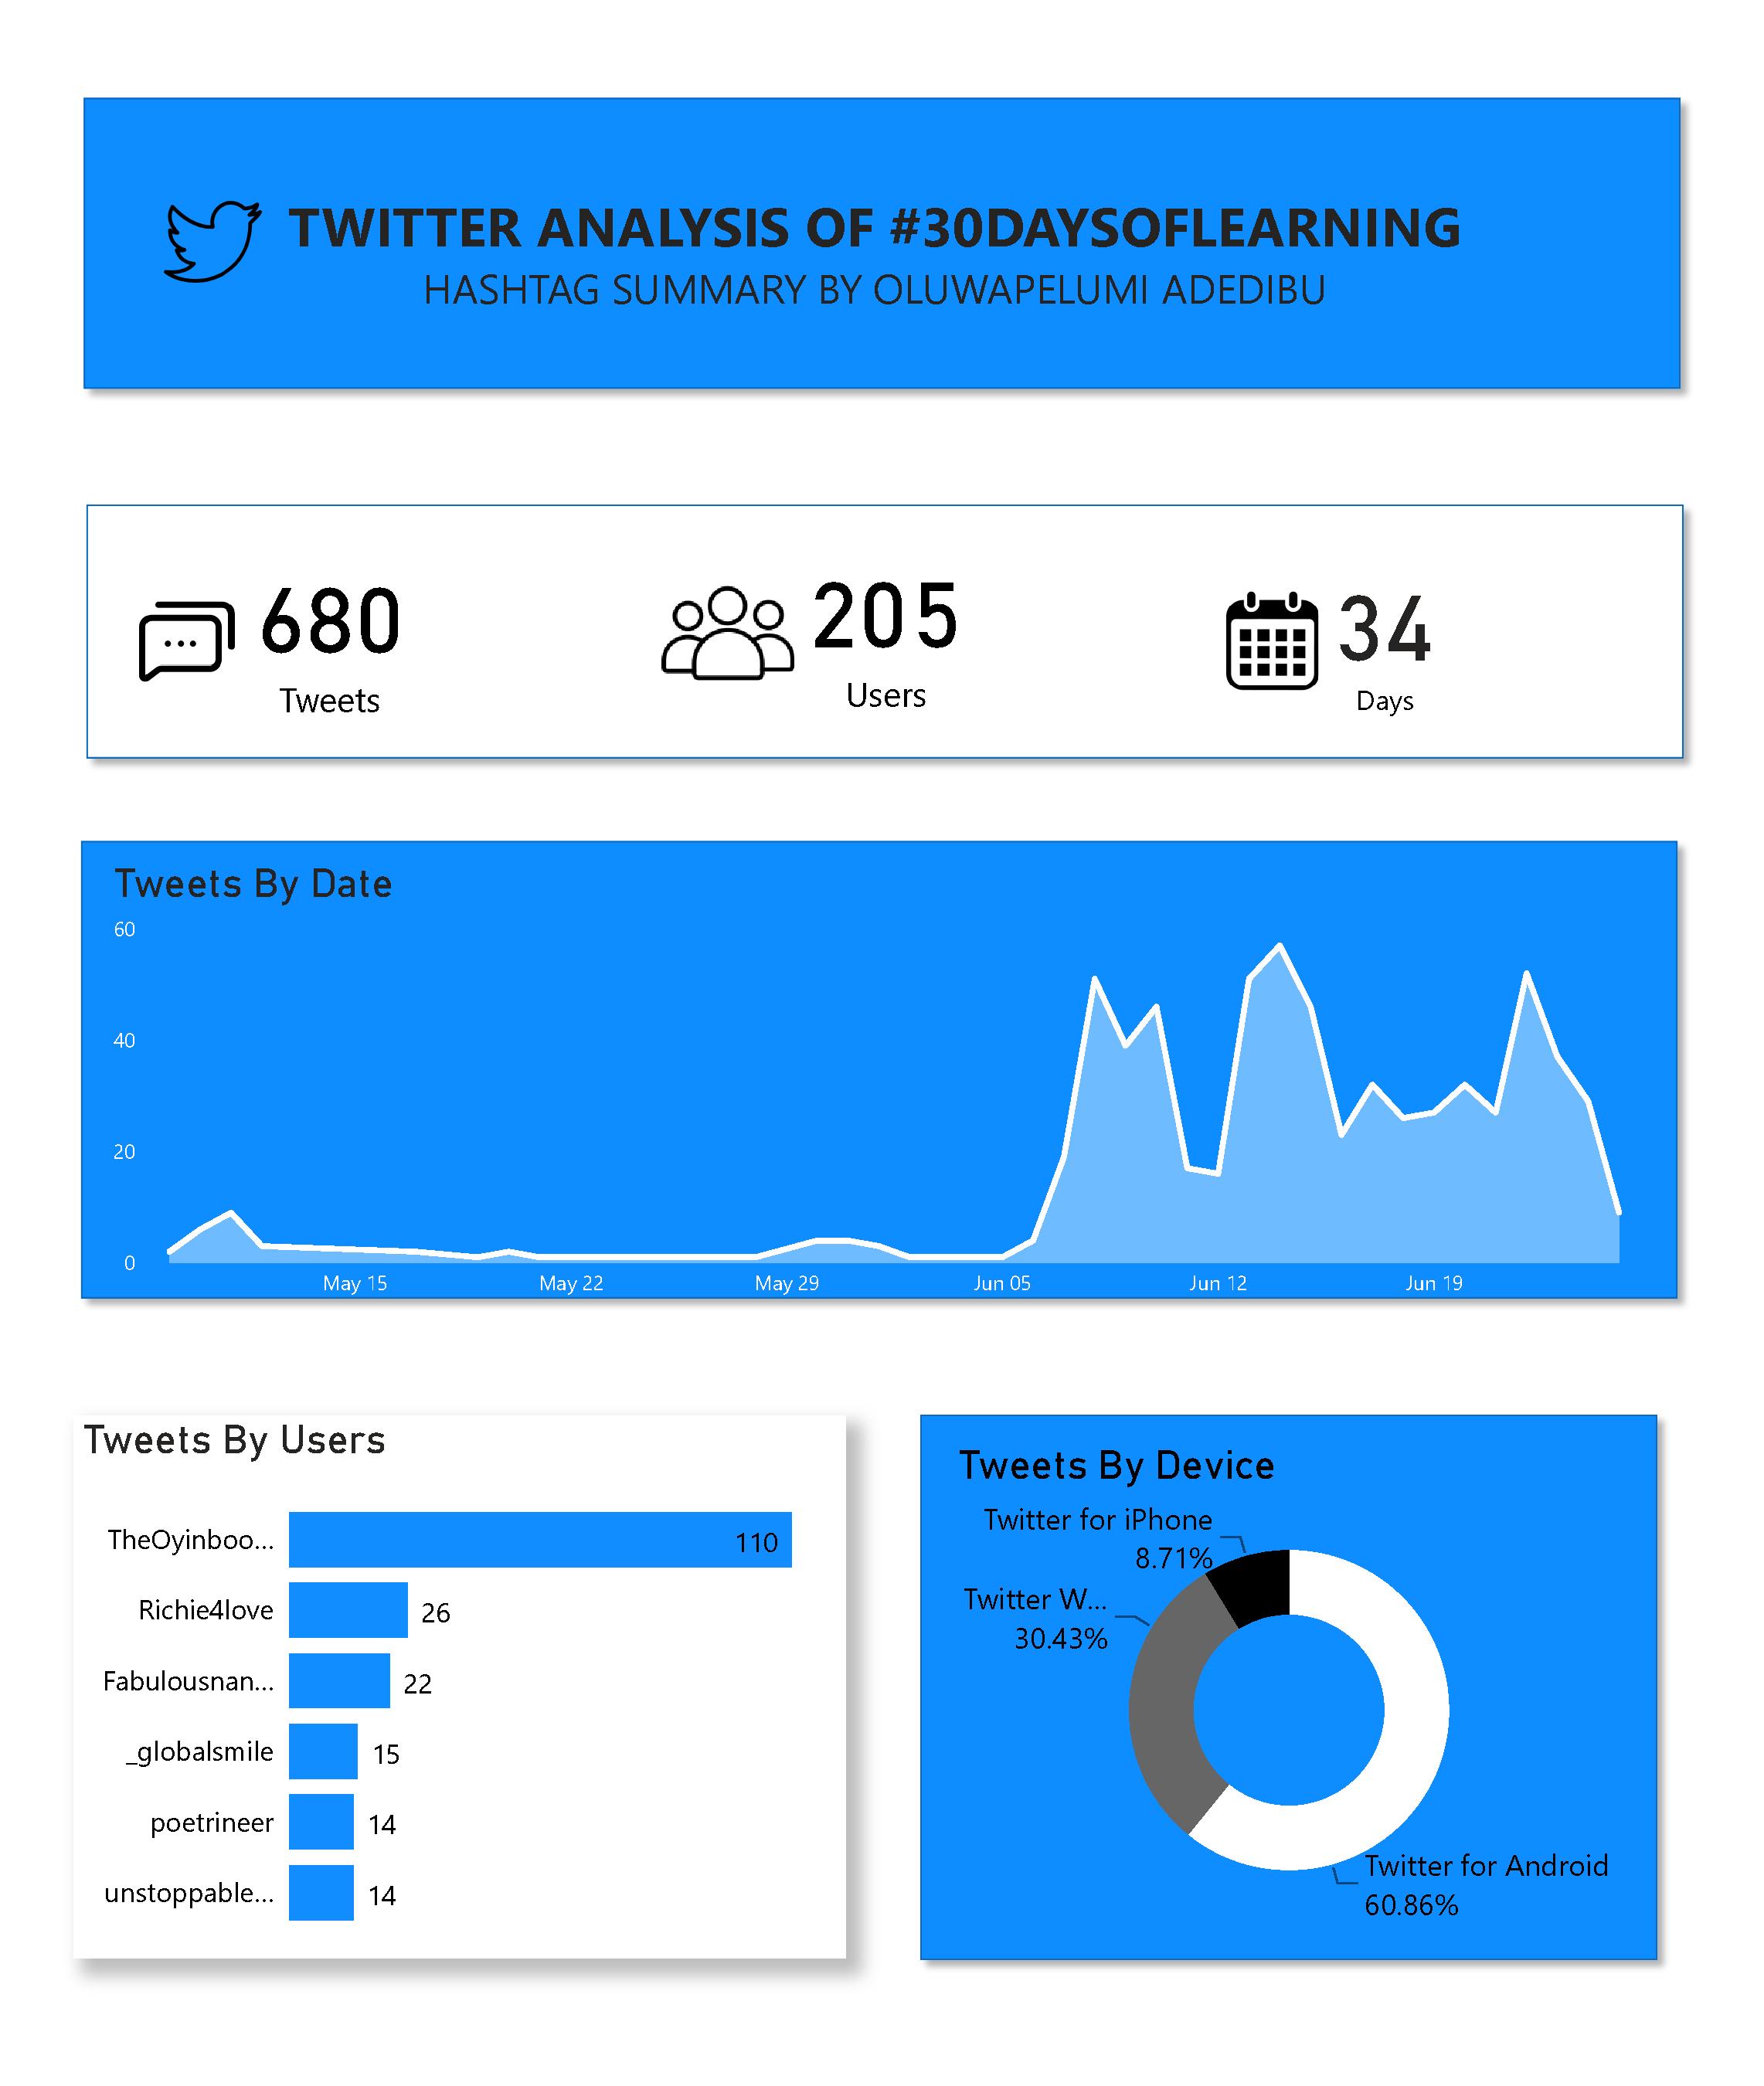 TWITTER ANALYSIS OF #30DAYSOFLEARNING
HASHTAG SUMMARY BY OLUWAPELUMI ADEDIBU
680
Tweets
205
Users
34
Days
Tweets By Date
60
40
20
0
May 15 May 22 May 29 Jun 05 Jun 12 Jun 19
Tweets By Users
TheOyinboo... 110
Richie4love 26
Fabulousnan... 22
_globalsmile 15
poetrineer 14
unstoppable... 14
Tweets By Device
Twitter for iPhone
8.71%
Twitter W...
30.43%
Twitter for Android
60.86%